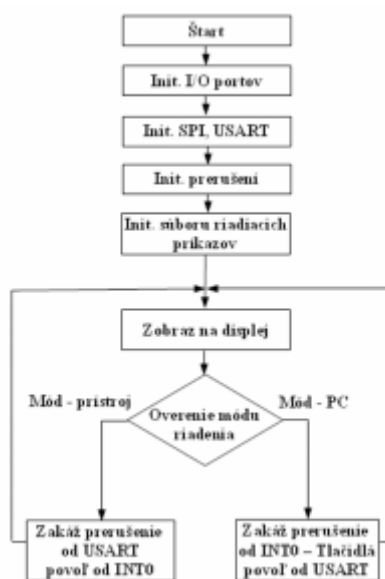 Štart
Init. I/O portov
Init. SPI, USART
Init. prerušení
Init. súboru riadiacich
príkazov
Zobraz na displej
Mód - prístroj
Mód - PC
Overenie módu
riadenia
Zakáž prerušenie
od USART
povoľ od INT0
Zakáž prerušenie
od INT0 – Tlačidlá
povoľ od USART